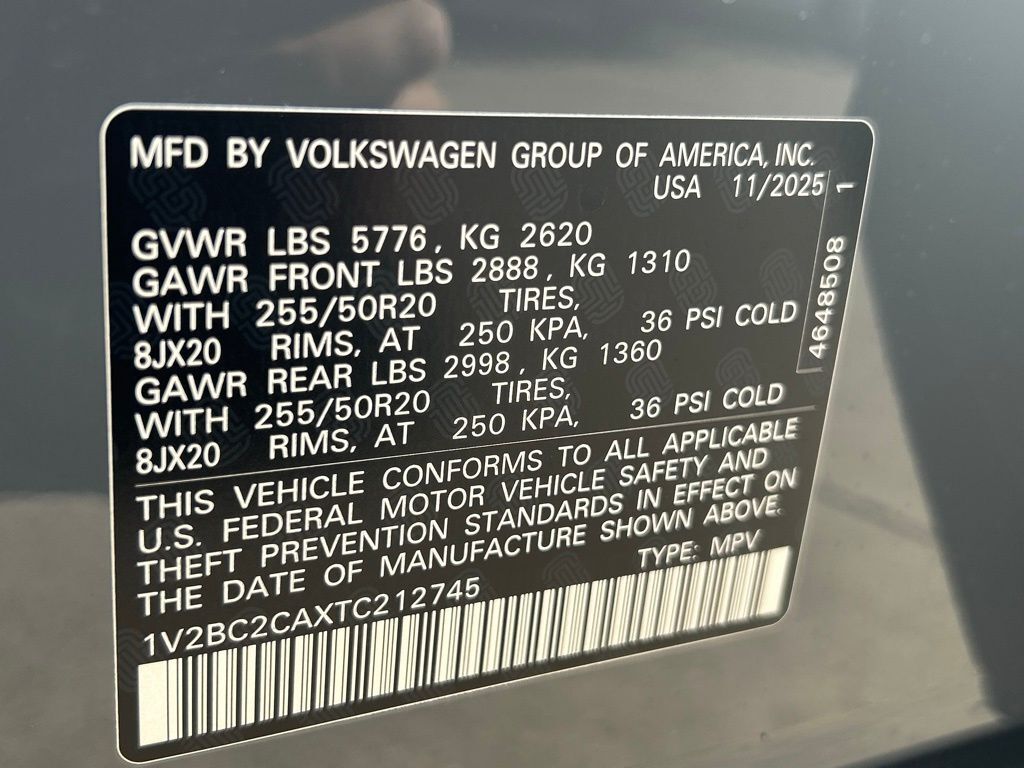 MFD BY VOLKSWAGEN GROUP OF AMERICA, INC.
USA 11/2025
GVWR LBS 5776, KG 2620
GAWR FRONT LBS 2888, KG 1310
WITH 255/50R20 TIRES,
8JX20 RIMS, AT 250 KPA, 36 PSI COLD
GAWR REAR LBS 2998, KG 1360
WITH 255/50R20 TIRES,
8JX20 RIMS, AT 250 KPA, 36 PSI COLD
4648508 1
THIS VEHICLE CONFORMS TO ALL APPLICABLE
U.S. FEDERAL MOTOR VEHICLE SAFETY AND
THEFT PREVENTION STANDARDS IN EFFECT ON
THE DATE OF MANUFACTURE SHOWN ABOVE.
TYPE: MPV
1V2BC2CAXTC212745